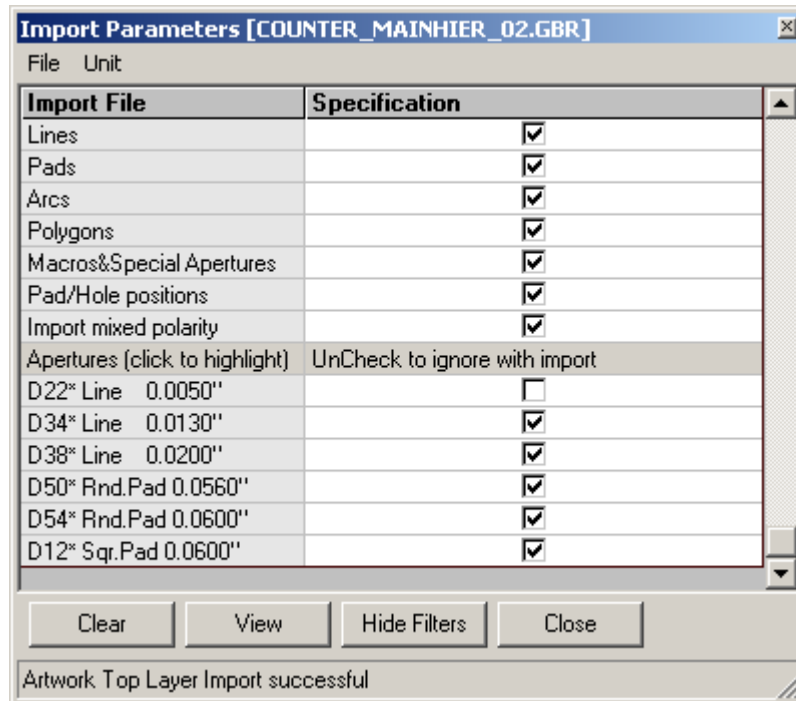 Import Parameters [COUNTER_MAINHIER_02.GBR]
File Unit
Import File Specification
Lines
Pads
Arcs
Polygons
Macros&Special Apertures
Pad/Hole positions
Import mixed polarity
Apertures (click to highlight) UnCheck to ignore with import
D22* Line 0.0050"
D34* Line 0.0130"
D38* Line 0.0200"
D50* Rnd.Pad 0.0560"
D54* Rnd.Pad 0.0600"
D12* Sqr.Pad 0.0600"
Clear View Hide Filters Close
Artwork Top Layer Import successful